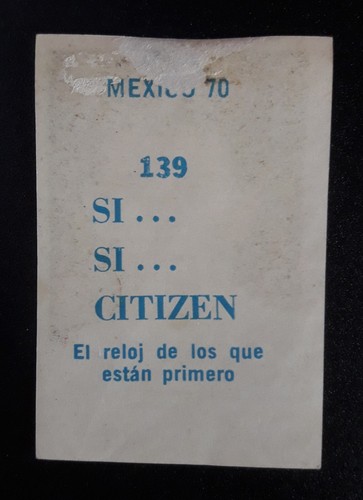 MEXICO 70
139
SI...
SI...
CITIZEN
El reloj de los que
están primero